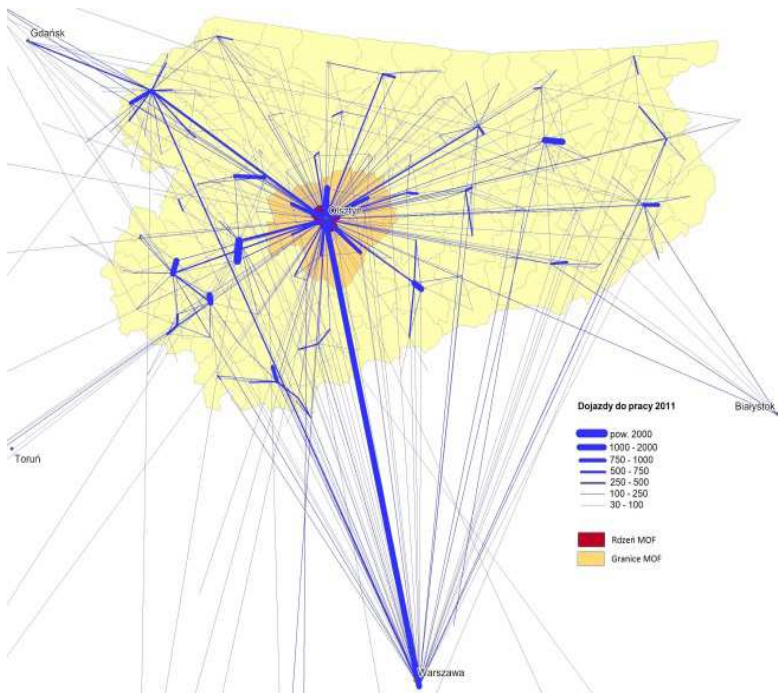 Gdańsk
Olsztyn
Dojazdy do pracy 2011
Białystok
pow. 2000
1000 - 2000
Toruń
750 - 1000
500 - 750
250 - 500
100 - 250
30 - 100
Rdzeń MOF
Granice MOF
Warszawa